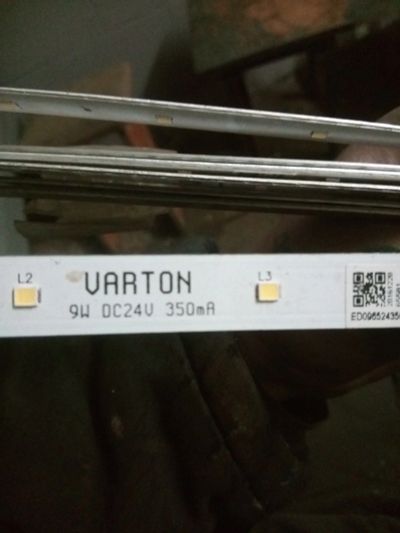 L2
VARTON
9W DC24V 350mA
L3